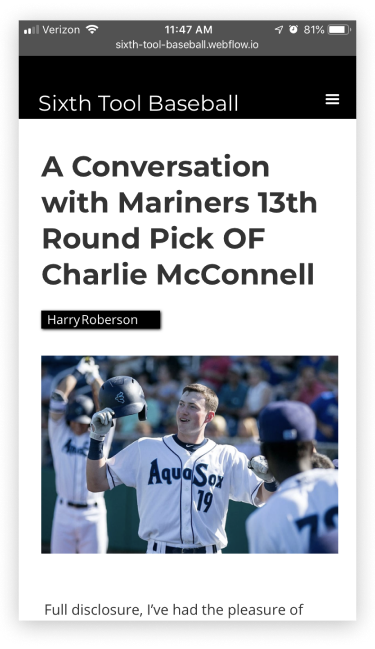 Verizon 11:47 AM 81%
sixth-tool-baseball.webflow.io
Sixth Tool Baseball
A Conversation
with Mariners 13th
Round Pick OF
Charlie McConnell
Harry Roberson
AquaSox
19
Full disclosure, I've had the pleasure of